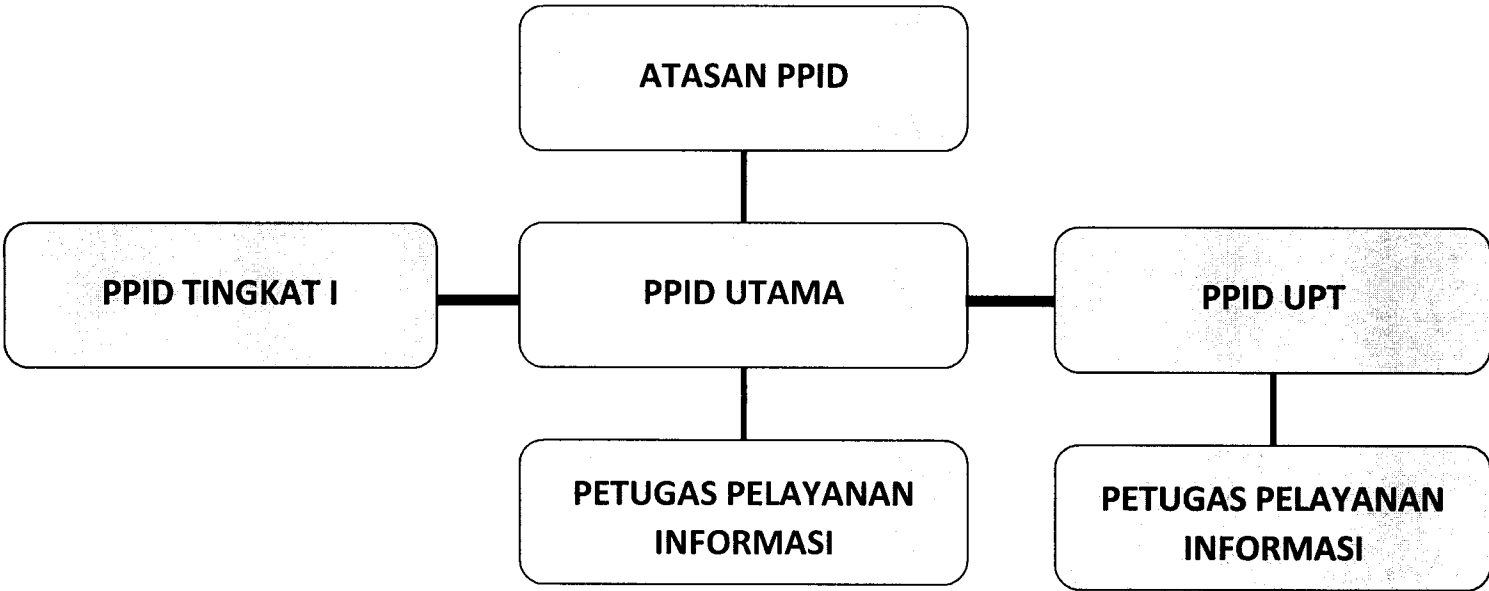 ATASAN PPID
PPID TINGKAT I
PPID UTAMA
PPID UPT
PETUGAS PELAYANAN
INFORMASI
PETUGAS PELAYANAN
INFORMASI